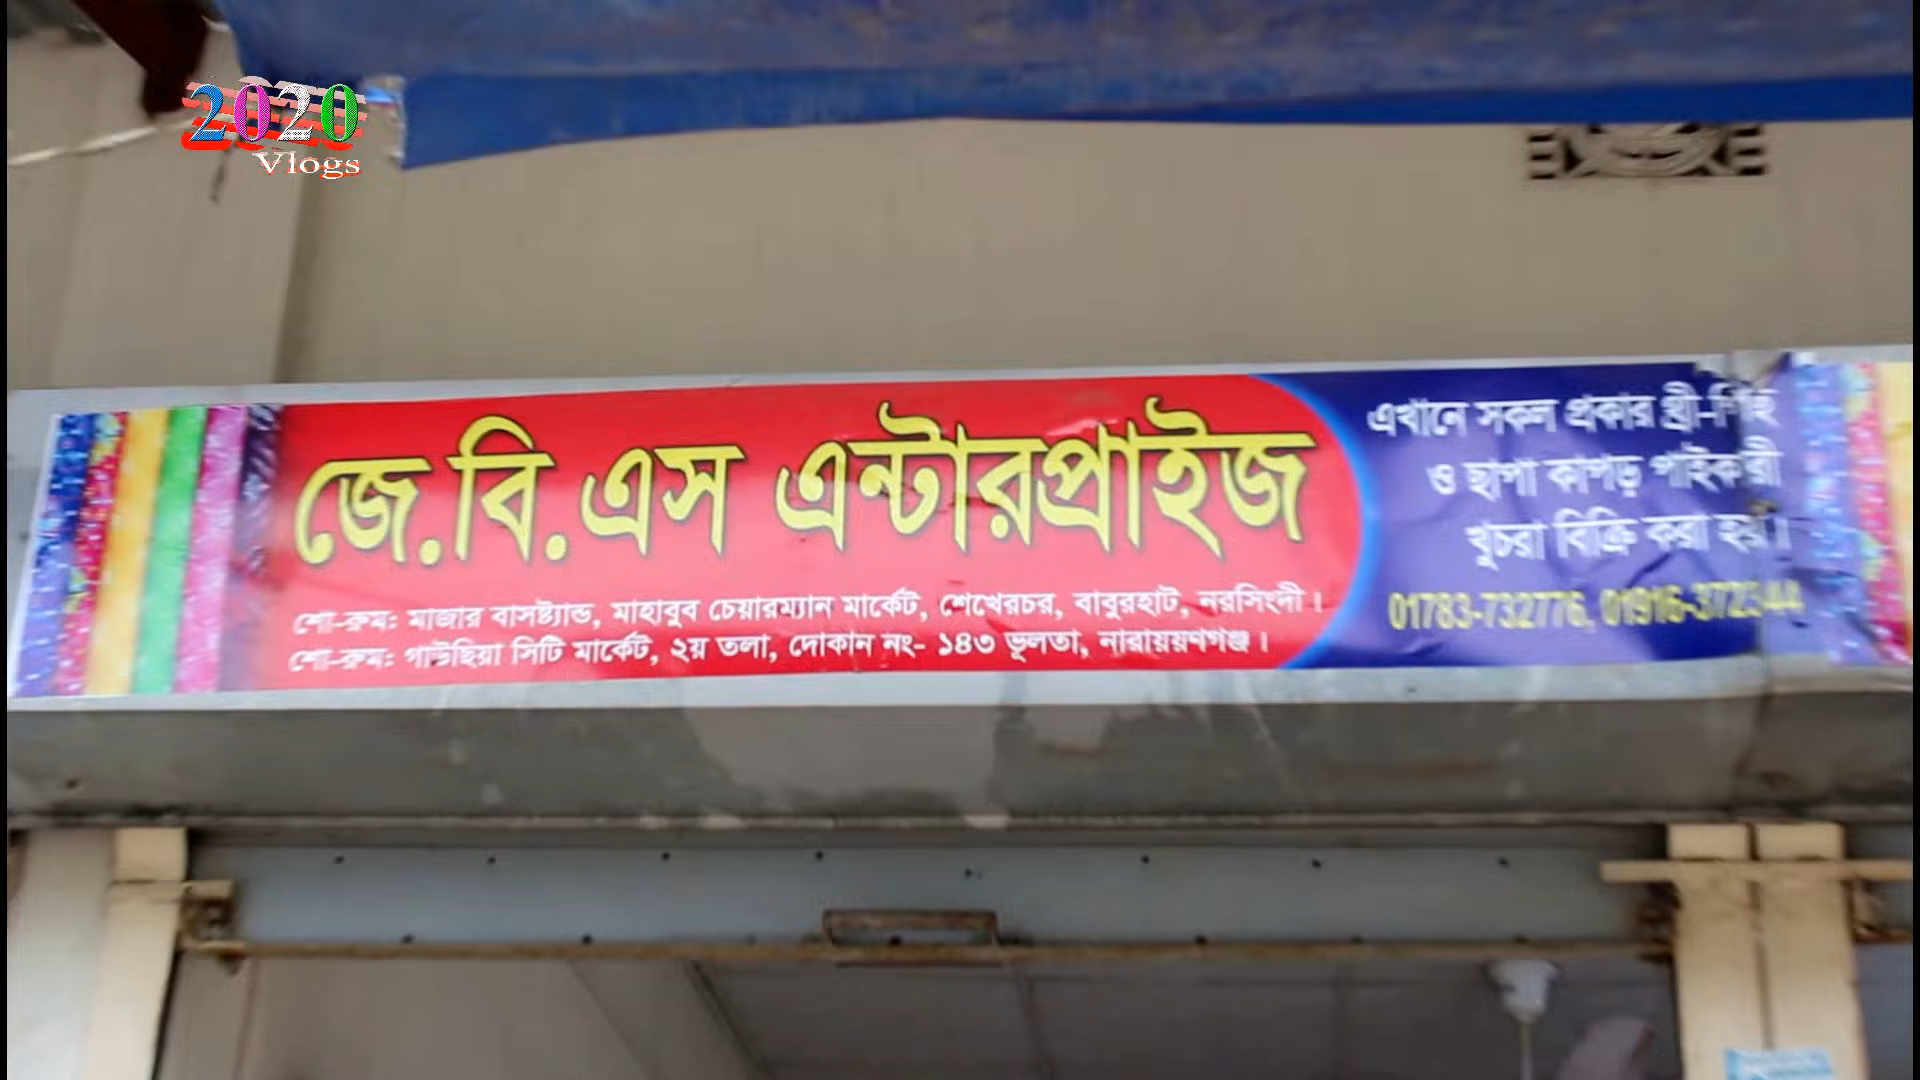 2020
Vlogs
জে.বি.এস এন্টারপ্রাইজ
শো-রুম: মাজার বাসষ্ট্যান্ড, মাহাবুব চেয়ারম্যান মার্কেট, শেখেরচর, বাবুরহাট, নরসিংদী।
শো-রুম: গাউছিয়া সিটি মার্কেট, ২য় তলা, দোকান নং- ১৪৩ ভূলতা, নারায়য়ণগঞ্জ।
এখানে সকল প্রকার থ্রী-পিছ
ও ছাপা কাপড় পাইকারী
খুচরা বিক্রি করা হয়।
01783-732776,